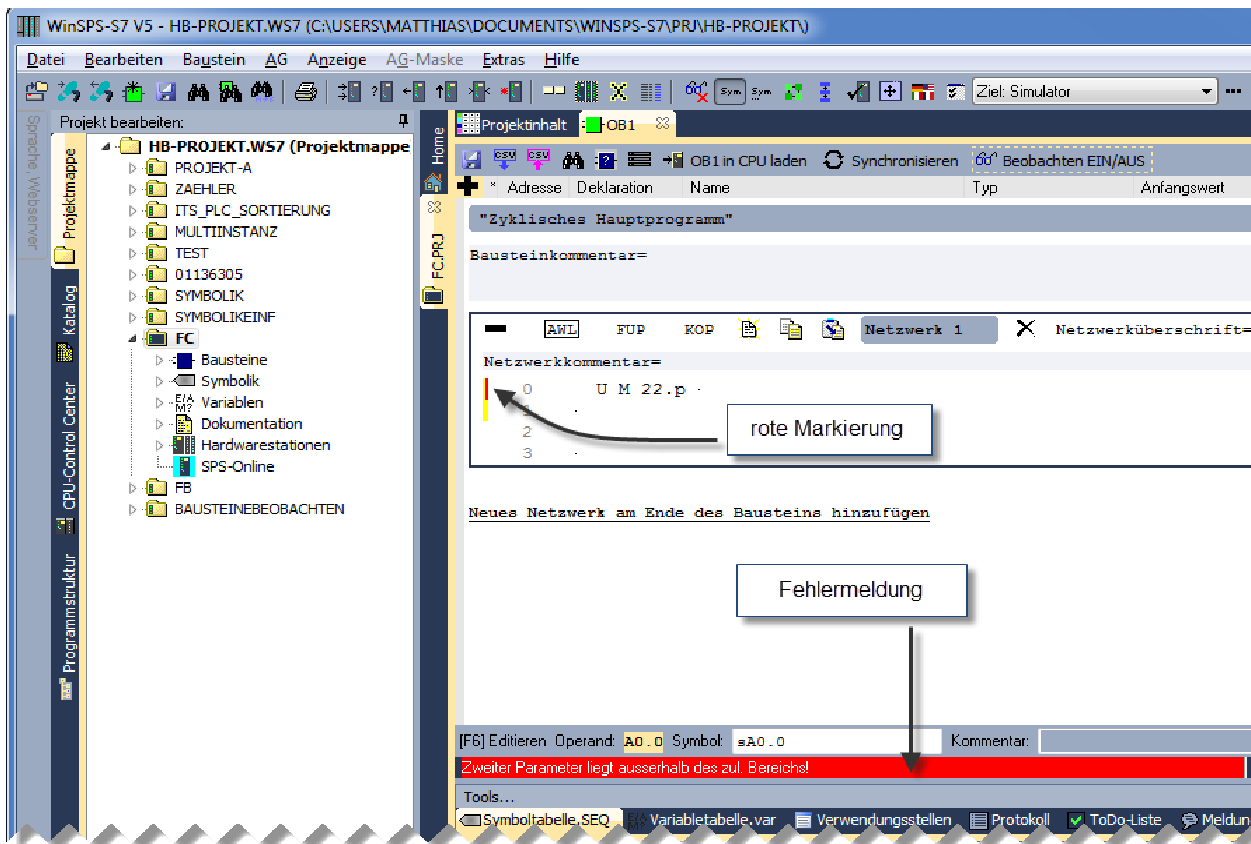 WinSPS-S7 V5 - HB-PROJEKT.WS7 (C:\USERS\MATTHIAS\DOCUMENTS\WINSPS-S7\PRJ\HB-PROJEKT\)
Datei Bearbeiten Baustein AG Anzeige AG-Maske Extras Hilfe
Sym Sym Ziel: Simulator
Sprache, Webserver
Projektmappe
Katalog
CPU-Control Center
Programmstruktur
Projekt bearbeiten:
HB-PROJEKT.WS7 (Projektmappe
PROJEKT-A
ZAEHLER
ITS_PLC_SORTIERUNG
MULTIINSTANZ
TEST
01136305
SYMBOLIK
SYMBOLIKEINF
FC
Bausteine
Symbolik
E/A M? Variablen
Dokumentation
Hardwarestationen
SPS-Online
FB
BAUSTEINEBEOBACHTEN
Home
FC.PRJ
Projektinhalt OB1
CSV CSV OB1 in CPU laden Synchronisieren Beobachten EIN/AUS
* Adresse Deklaration Name Typ Anfangswert
"Zyklisches Hauptprogramm"
Bausteinkommentar=
AWL FUP KOP Netzwerk 1 Netzwerküberschrift=
Netzwerkkommentar=
0 U M 22.p
1
2
3
rote Markierung
Neues Netzwerk am Ende des Bausteins hinzufügen
Fehlermeldung
[F6] Editieren Operand: A0.0 Symbol: sA0.0 Kommentar:
Zweiter Parameter liegt ausserhalb des zul. Bereichs!
Tools...
Symboltabelle.SEQ Variabletabelle.var Verwendungsstellen Protokoll ToDo-Liste Meldun